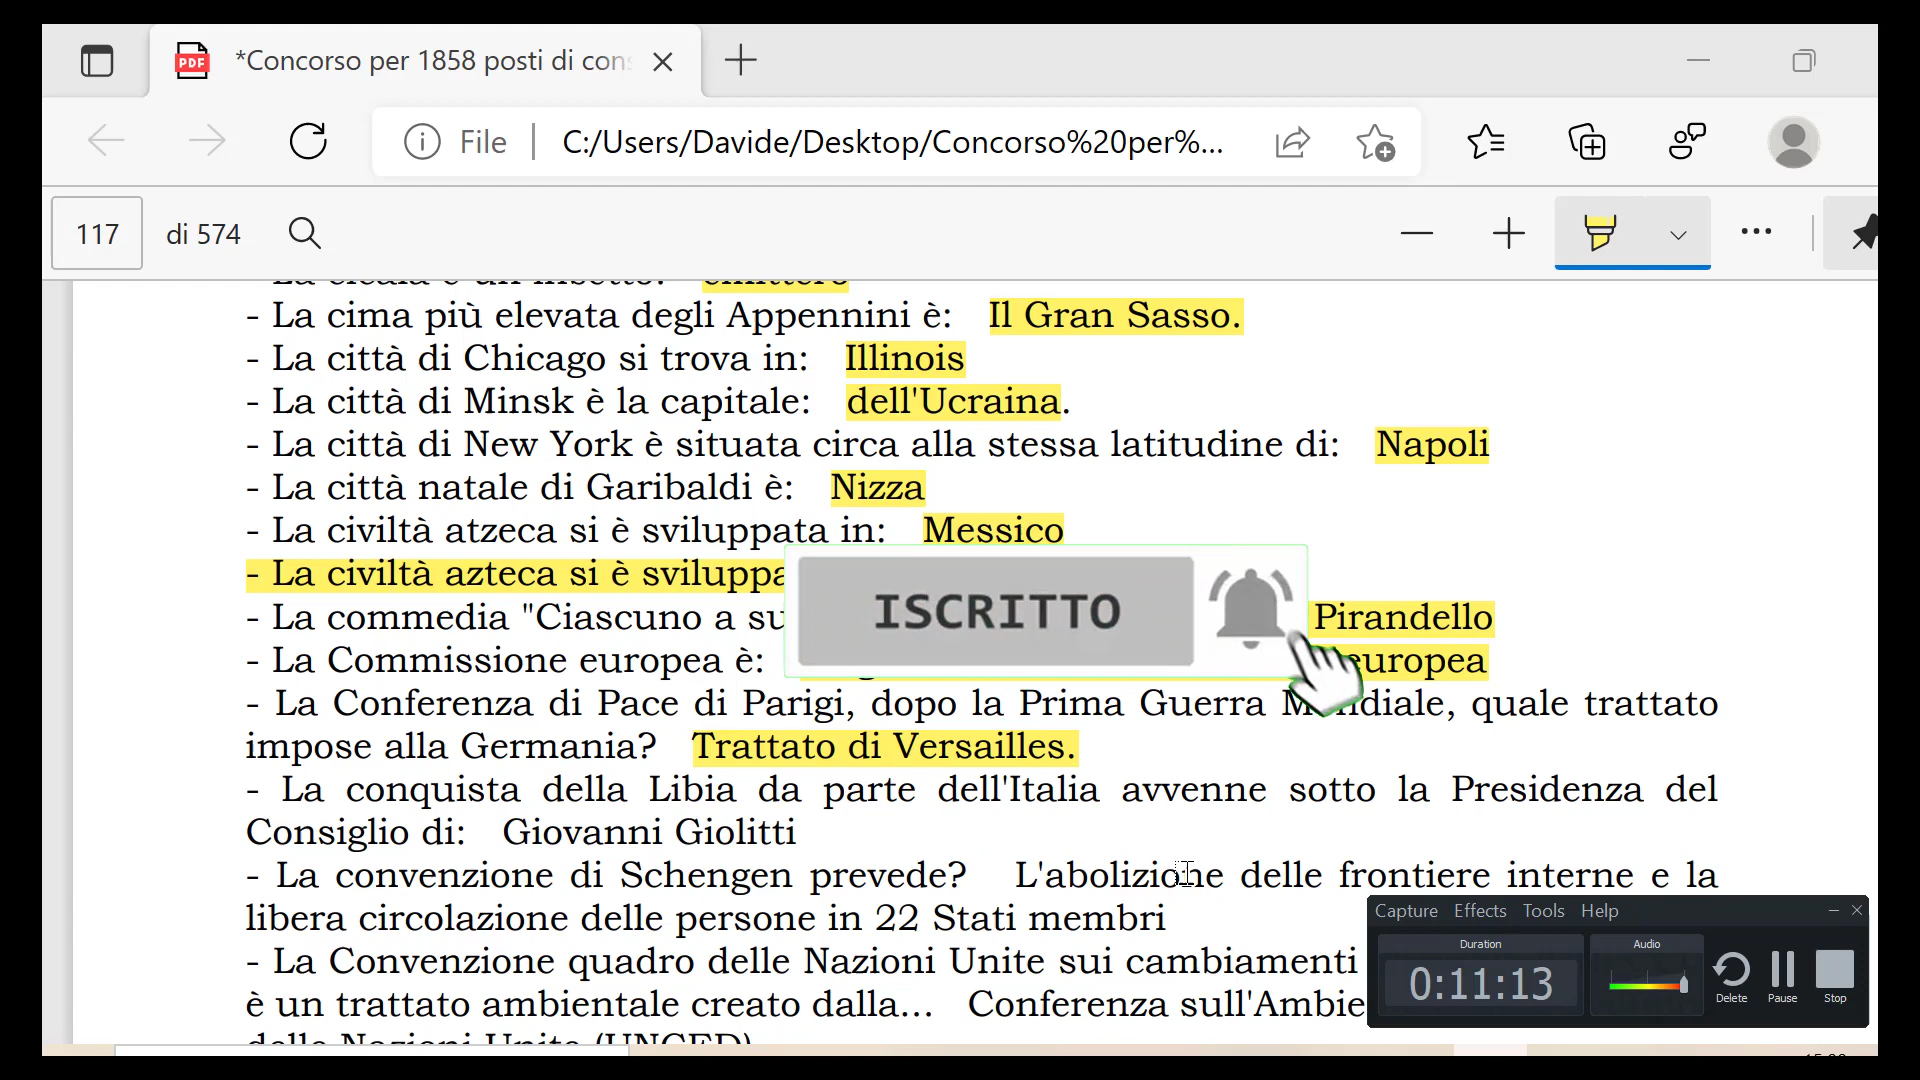 *Concorso per 1858 posti di con
File C:/Users/Davide/Desktop/Concorso%20per%...
117 di 574
- La cima più elevata degli Appennini è: Il Gran Sasso.
- La città di Chicago si trova in: Illinois
- La città di Minsk è la capitale: dell'Ucraina.
- La città di New York è situata circa alla stessa latitudine di: Napoli
- La città natale di Garibaldi è: Nizza
- La civiltà atzeca si è sviluppata in: Messico
- La civiltà azteca si è sviluppa
- La commedia "Ciascuno a su Pirandello
- La Commissione europea è: europea
ISCRITTO
- La Conferenza di Pace di Parigi, dopo la Prima Guerra Mondiale, quale trattato
impose alla Germania? Trattato di Versailles.
- La conquista della Libia da parte dell'Italia avvenne sotto la Presidenza del
Consiglio di: Giovanni Giolitti
- La convenzione di Schengen prevede? L'abolizione delle frontiere interne e la
libera circolazione delle persone in 22 Stati membri
- La Convenzione quadro delle Nazioni Unite sui cambiamenti
è un trattato ambientale creato dalla... Conferenza sull'Ambie
delle Nazioni Unite (UNCED)
Capture Effects Tools Help
Duration Audio
0:11:13
Delete Pause Stop